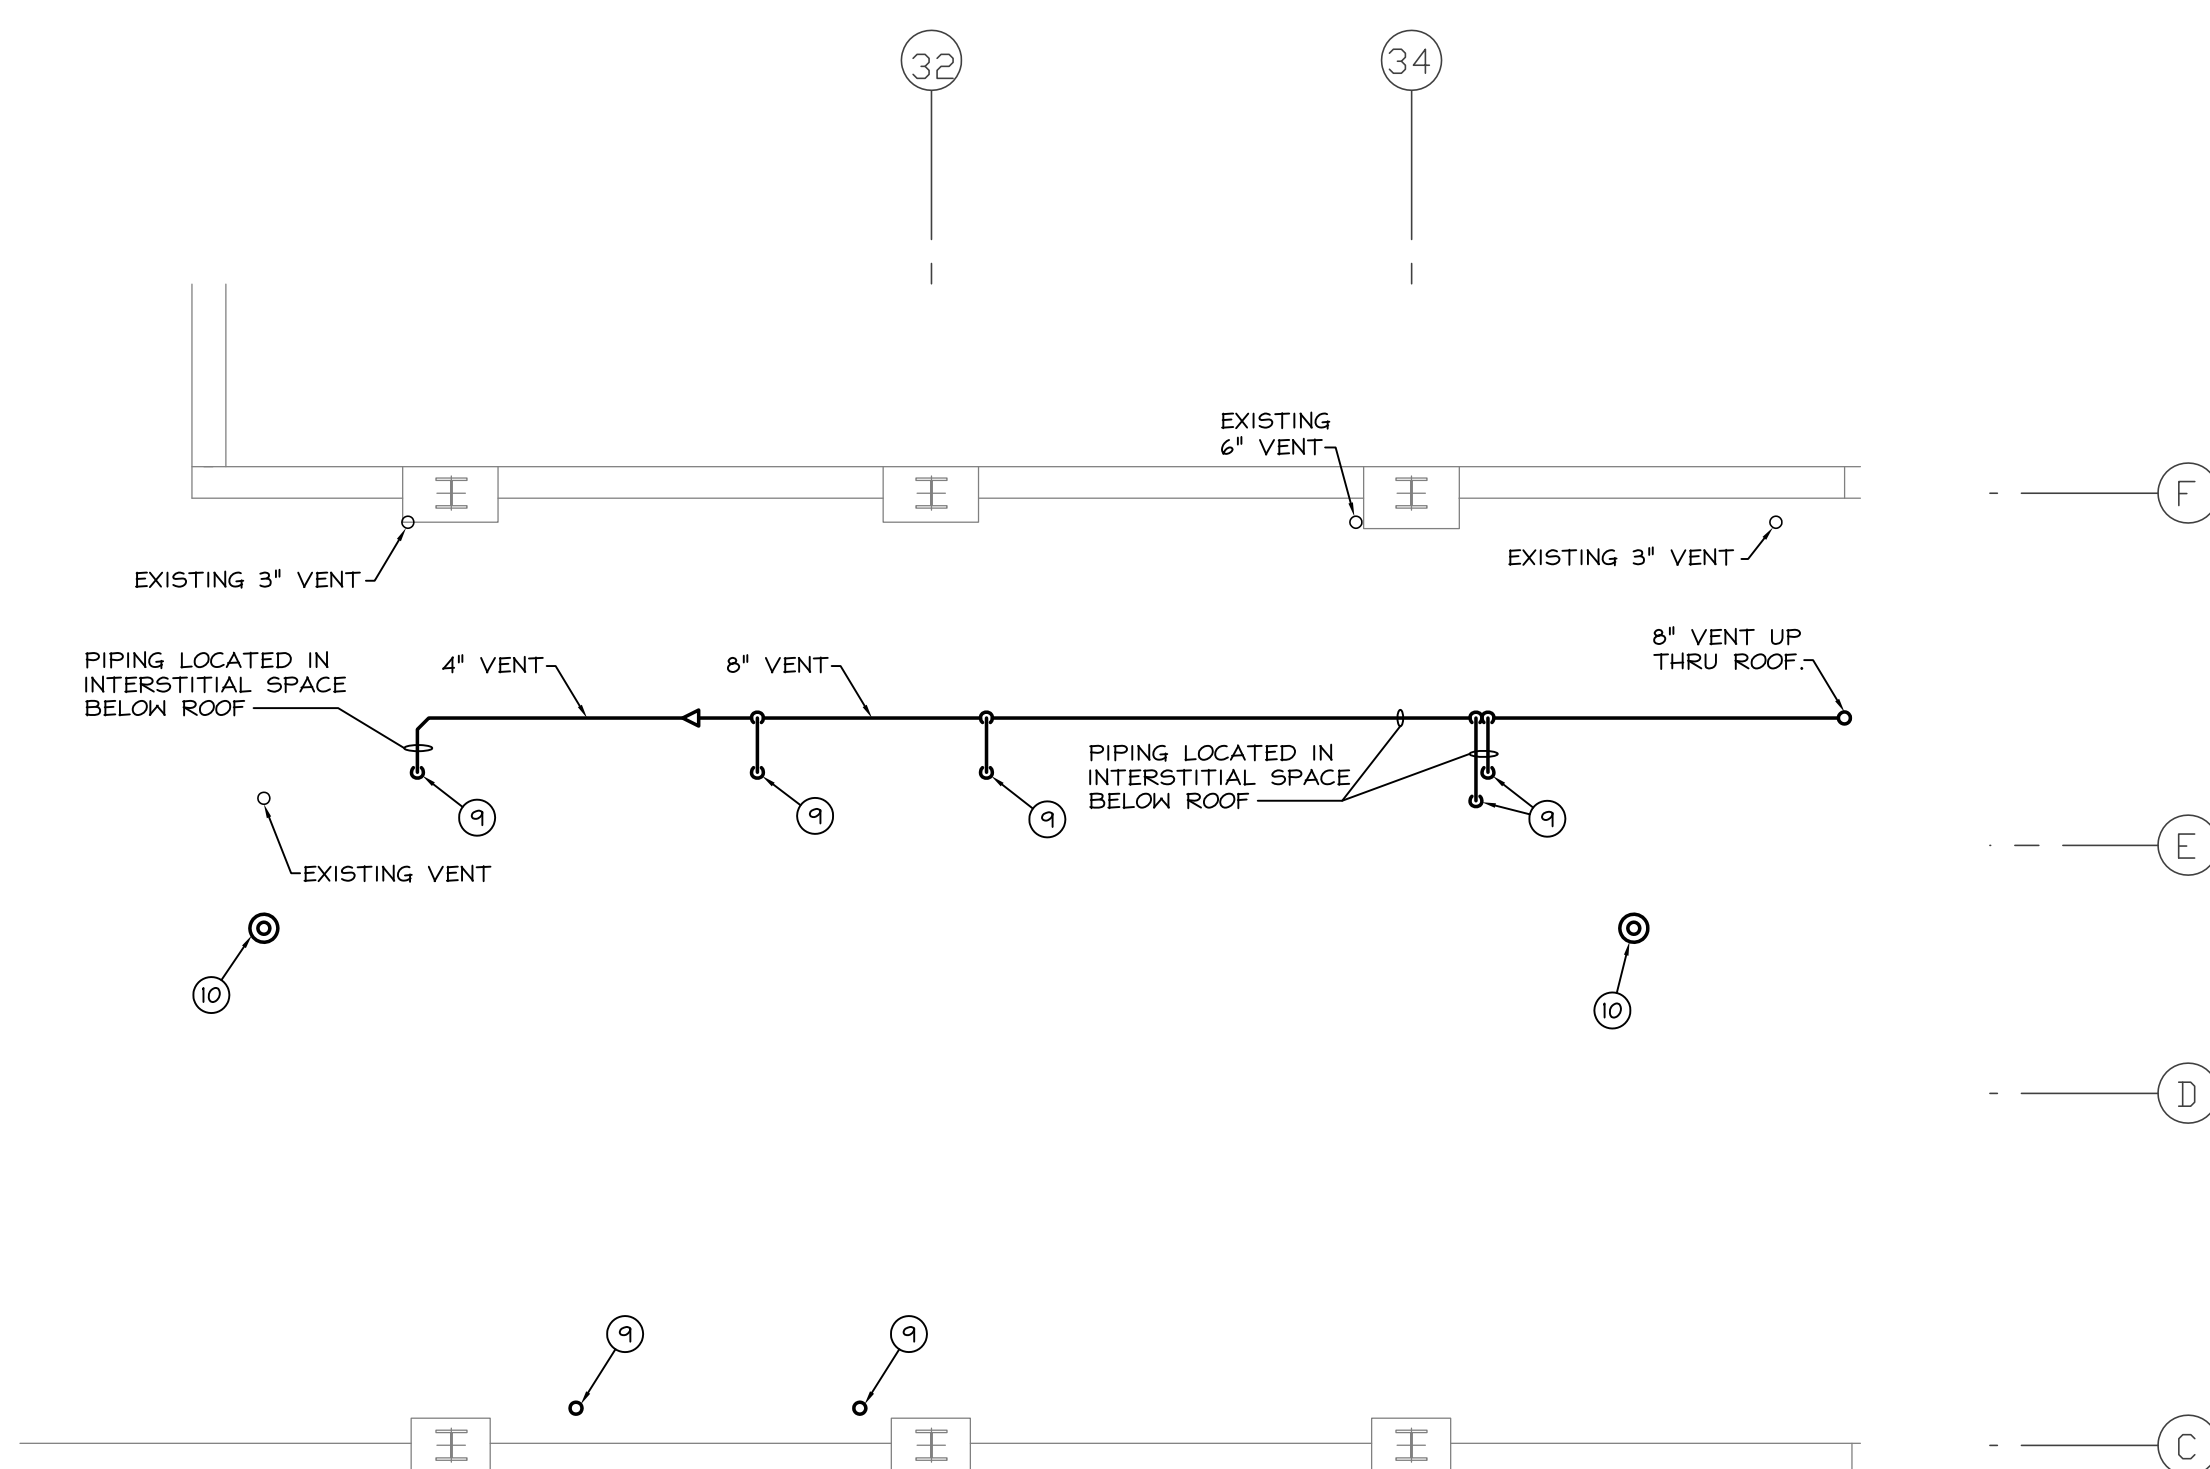 32
34
EXISTING
6" VENT
F
EXISTING 3" VENT
EXISTING 3" VENT
8" VENT UP
THRU ROOF.
PIPING LOCATED IN
INTERSTITIAL SPACE
BELOW ROOF
4" VENT
8" VENT
PIPING LOCATED IN
INTERSTITIAL SPACE
BELOW ROOF
9
9
9
9
E
EXISTING VENT
10
10
D
9
9
C